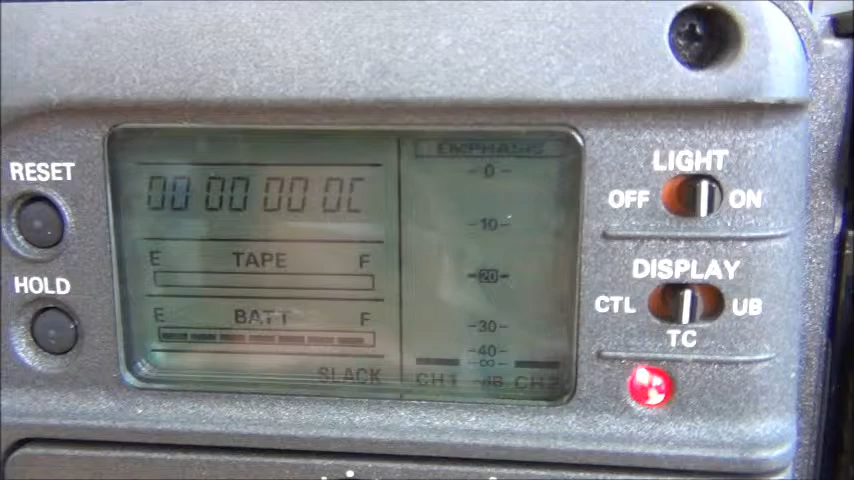 RESET
HOLD
00 00 00 0C
E TAPE F
E BATT F
SLACK
EMPHASIS
0
10
20
30
40
∞
CH1 dB CH2
LIGHT
OFF ON
DISPLAY
CTL UB
TC